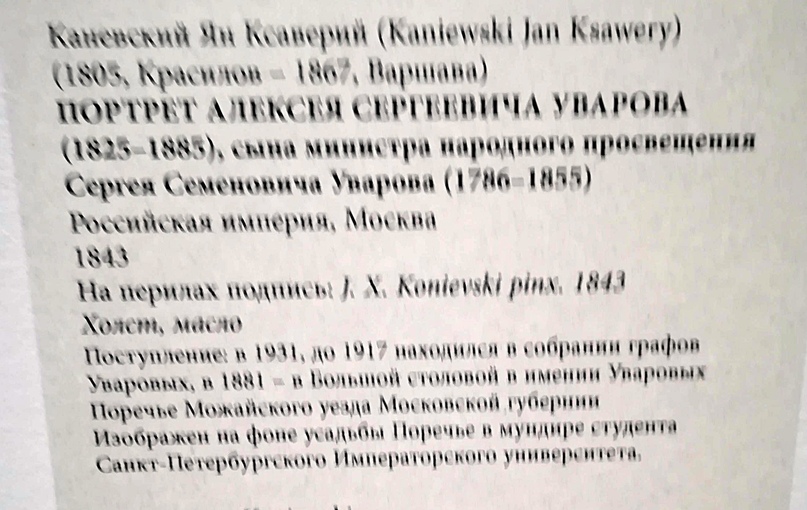 Каневский Ян Ксаверий (Kaniewski Jan Ksawery)
(1805, Красилов – 1867, Варшава)
ПОРТРЕТ АЛЕКСЕЯ СЕРГЕЕВИЧА УВАРОВА
(1825–1885), сына министра народного просвещения
Сергея Семеновича Уварова (1786–1855)
Российская империя, Москва
1843
На перилах подпись: J. X. Konievski pinx. 1843
Холст, масло
Поступление: в 1931, до 1917 находился в собрании графов
Уваровых, в 1881 – в Большой столовой в имении Уваровых
Поречье Можайского уезда Московской губернии
Изображен на фоне усадьбы Поречье в мундире студента
Санкт-Петербургского Императорского университета.